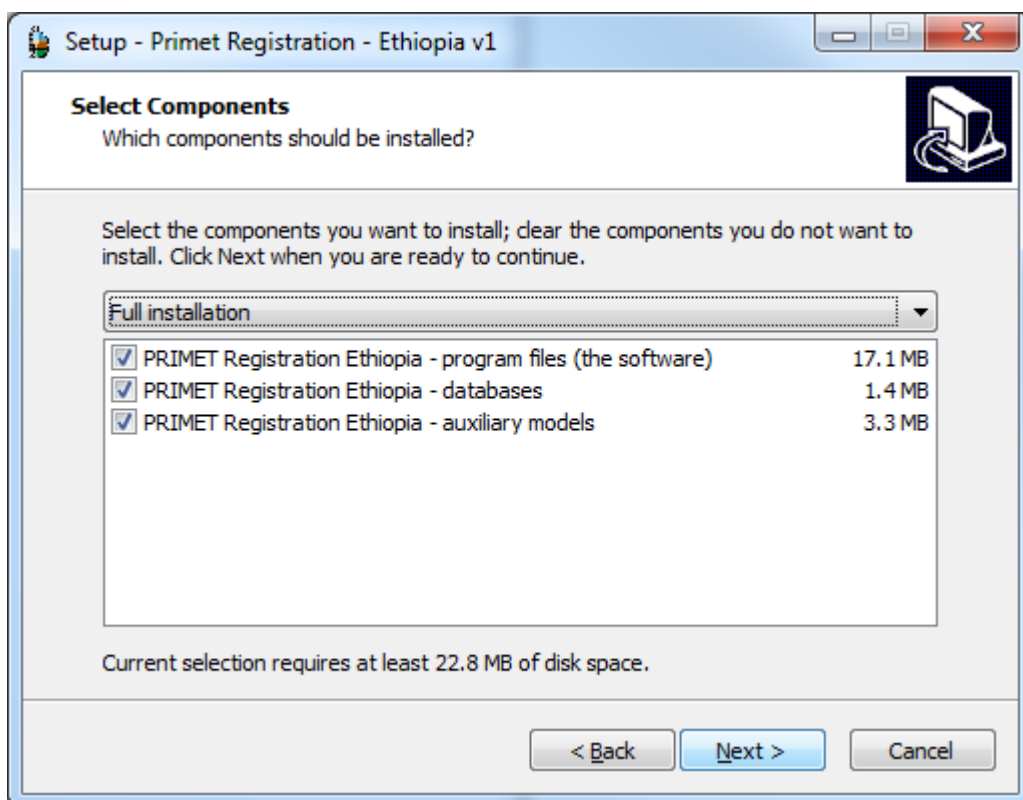 Setup - Primet Registration - Ethiopia v1
Select Components
Which components should be installed?
Select the components you want to install; clear the components you do not want to
install. Click Next when you are ready to continue.
Full installation
PRIMET Registration Ethiopia - program files (the software) 17.1 MB
PRIMET Registration Ethiopia - databases 1.4 MB
PRIMET Registration Ethiopia - auxiliary models 3.3 MB
Current selection requires at least 22.8 MB of disk space.
< Back Next > Cancel